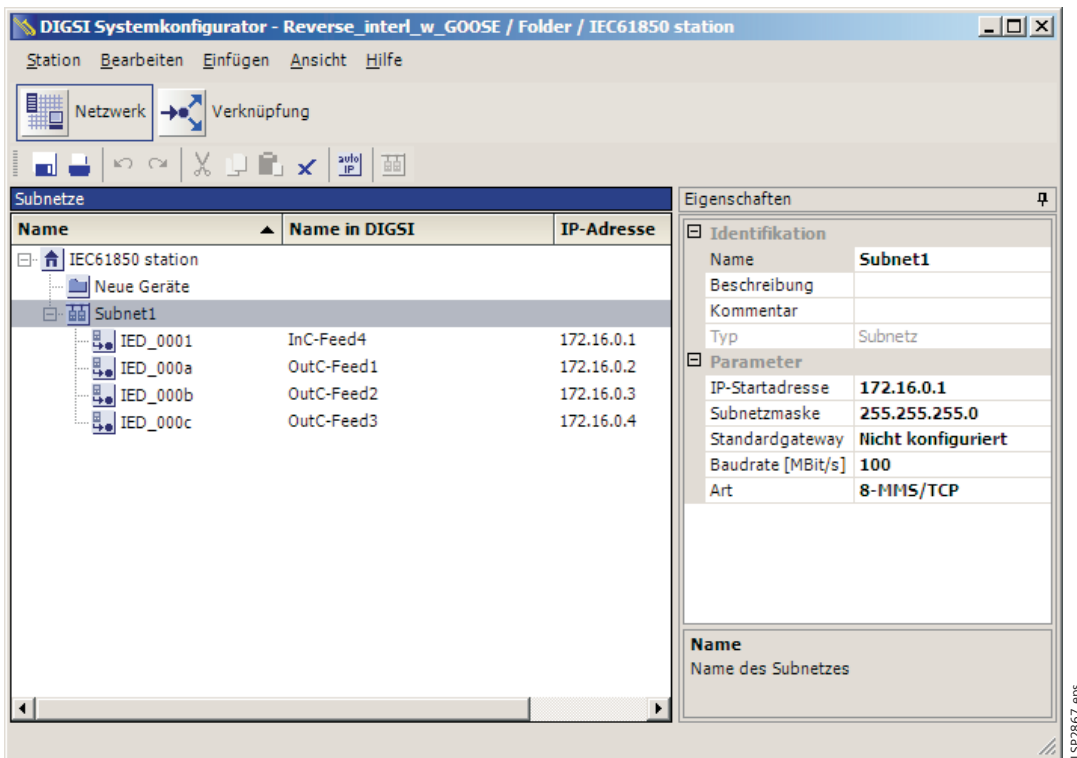 DIGSI Systemkonfigurator - Reverse_interl_w_GOOSE / Folder / IEC61850 station
Station Bearbeiten Einfügen Ansicht Hilfe
Netzwerk Verknüpfung
auto IP
Subnetze
Name Name in DIGSI IP-Adresse
IEC61850 station
Neue Geräte
Subnet1
IED_0001 InC-Feed4 172.16.0.1
IED_000a OutC-Feed1 172.16.0.2
IED_000b OutC-Feed2 172.16.0.3
IED_000c OutC-Feed3 172.16.0.4
Eigenschaften
Identifikation
Name Subnet1
Beschreibung
Kommentar
Typ Subnetz
Parameter
IP-Startadresse 172.16.0.1
Subnetzmaske 255.255.255.0
Standardgateway Nicht konfiguriert
Baudrate [MBit/s] 100
Art 8-MMS/TCP
Name
Name des Subnetzes
LSP2867.eps